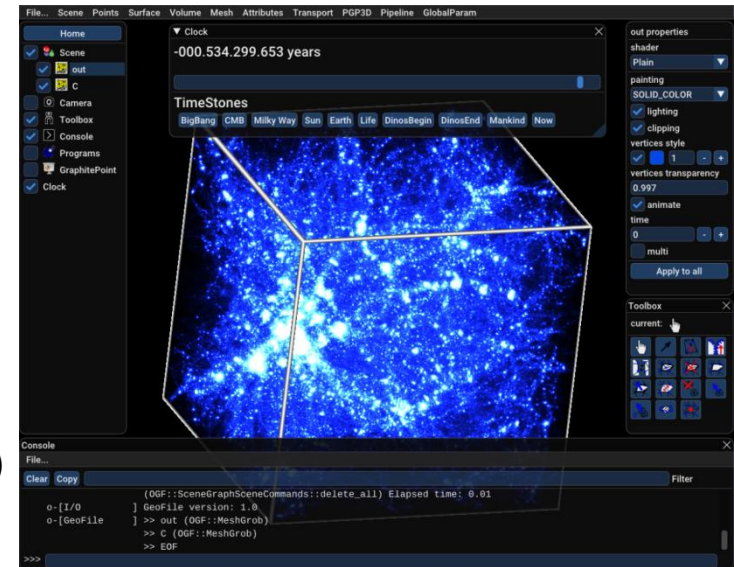 File... Scene Points Surface Volume Mesh Attributes Transport PGP3D Pipeline GlobalParam
Home
Scene
out
C
Camera
Toolbox
Console
Programs
GraphitePoint
Clock
▼ Clock
-000.534.299.653 years
TimeStones
BigBang CMB Milky Way Sun Earth Life DinosBegin DinosEnd Mankind Now
out properties
shader
Plain
painting
SOLID_COLOR
lighting
clipping
vertices style
1 - +
vertices transparency
0.997
animate
time
0 - +
multi
Apply to all
Toolbox
current:
Console
File...
Clear Copy Filter
(OGF::SceneGraphSceneCommands::delete_all) Elapsed time: 0.01
o-[I/O ] GeoFile version: 1.0
o-[GeoFile ] >> out (OGF::MeshGrob)
>> C (OGF::MeshGrob)
>> EOF
>>>
)